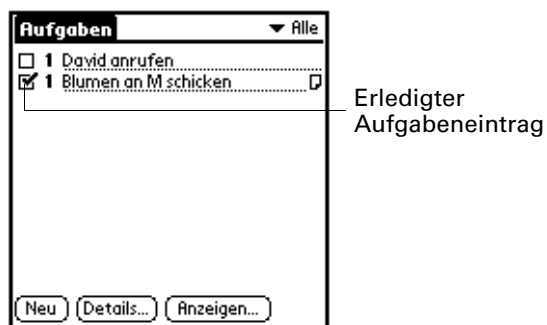 Aufgaben
Alle
1 David anrufen
1 Blumen an M schicken
Erledigter
Aufgabeneintrag
Neu Details... Anzeigen...